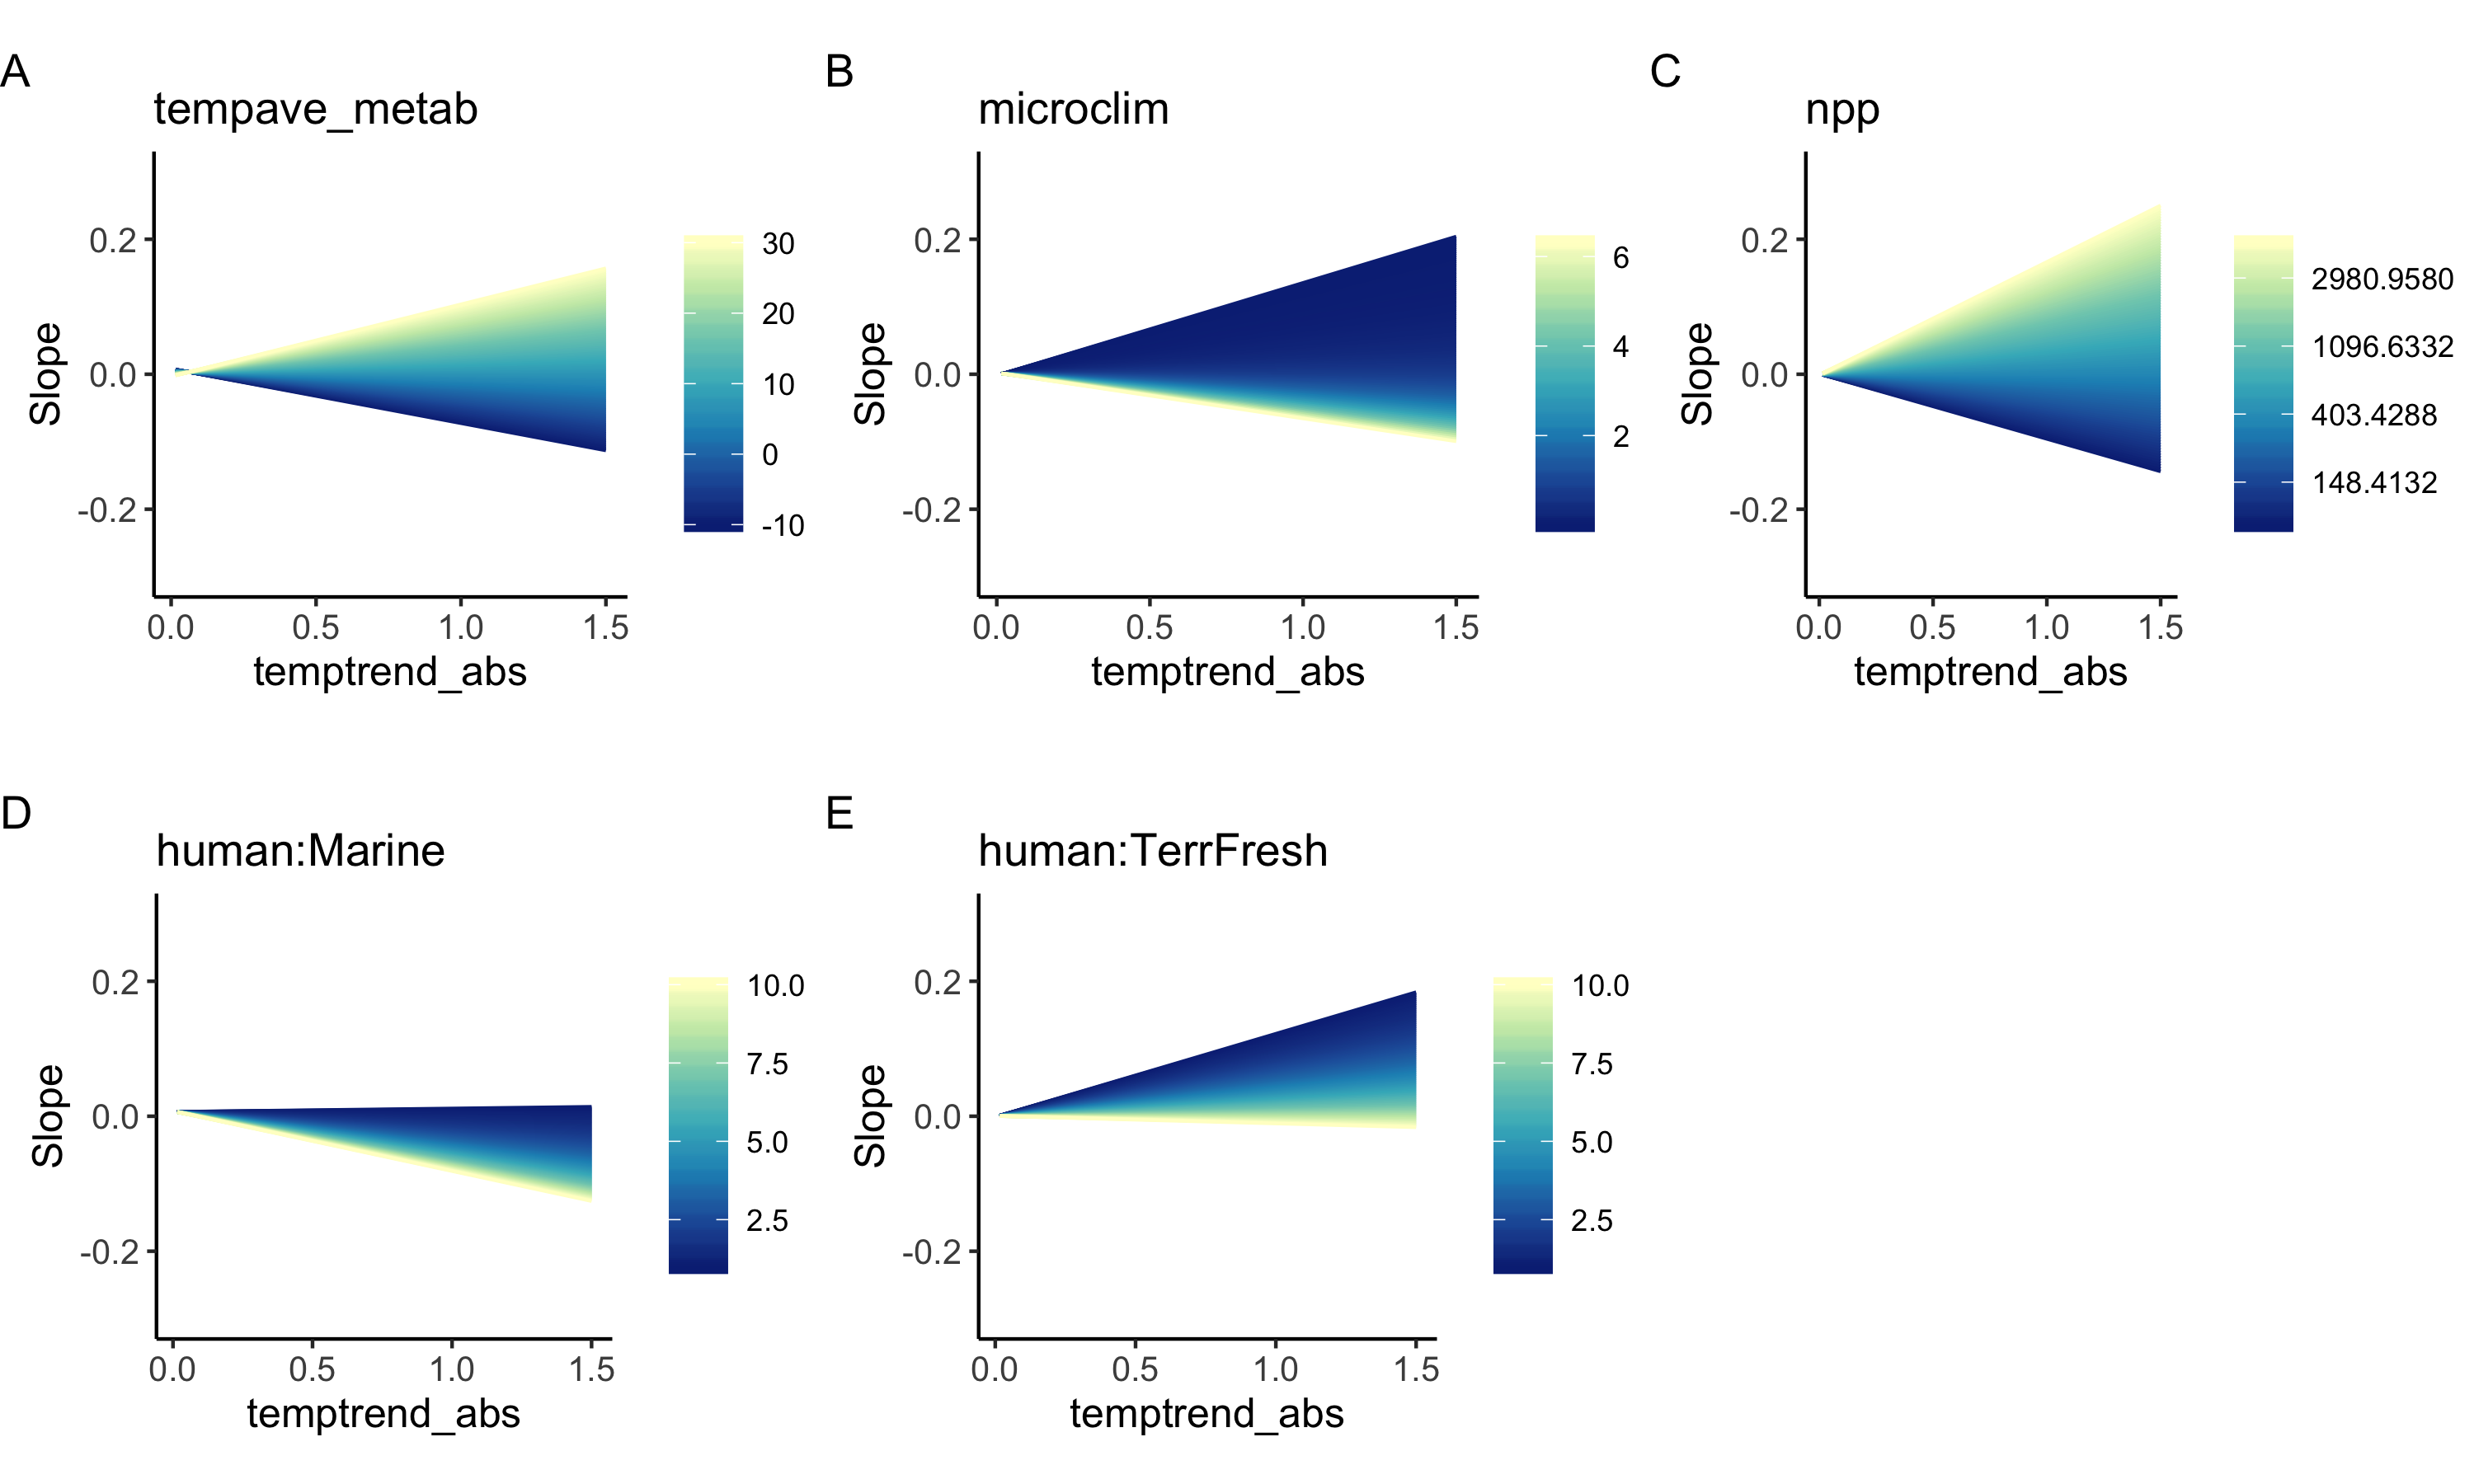 A
tempave_metab
0.2
0.0
-0.2
Slope
0.0 0.5 1.0 1.5
temptrend_abs
30
20
10
0
-10
B
microclim
0.2
0.0
-0.2
Slope
0.0 0.5 1.0 1.5
temptrend_abs
6
4
2
C
npp
0.2
0.0
-0.2
Slope
0.0 0.5 1.0 1.5
temptrend_abs
2980.9580
1096.6332
403.4288
148.4132
D
human:Marine
0.2
0.0
-0.2
Slope
0.0 0.5 1.0 1.5
temptrend_abs
10.0
7.5
5.0
2.5
E
human:TerrFresh
0.2
0.0
-0.2
Slope
0.0 0.5 1.0 1.5
temptrend_abs
10.0
7.5
5.0
2.5